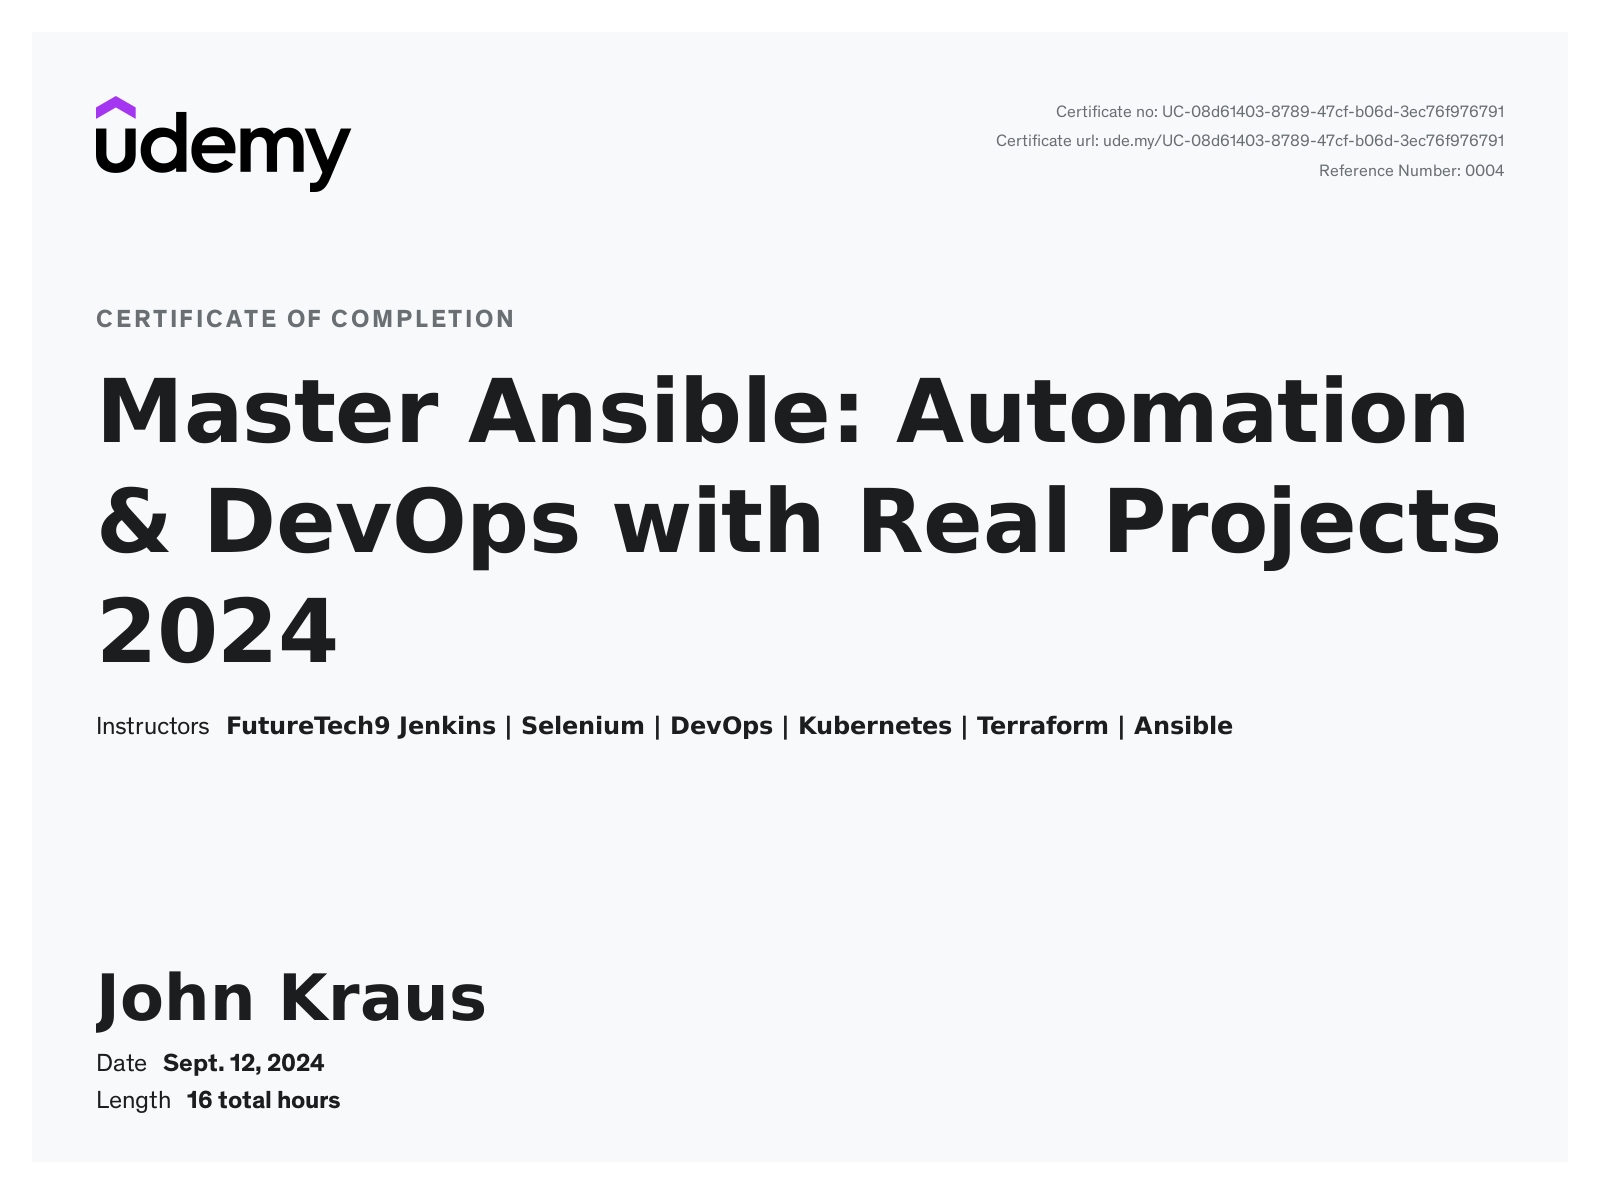 udemy
Certificate no: UC-08d61403-8789-47cf-b06d-3ec76f976791
Certificate url: ude.my/UC-08d61403-8789-47cf-b06d-3ec76f976791
Reference Number: 0004
CERTIFICATE OF COMPLETION
Master Ansible: Automation
& DevOps with Real Projects
2024
Instructors FutureTech9 Jenkins | Selenium | DevOps | Kubernetes | Terraform | Ansible
John Kraus
Date Sept. 12, 2024
Length 16 total hours